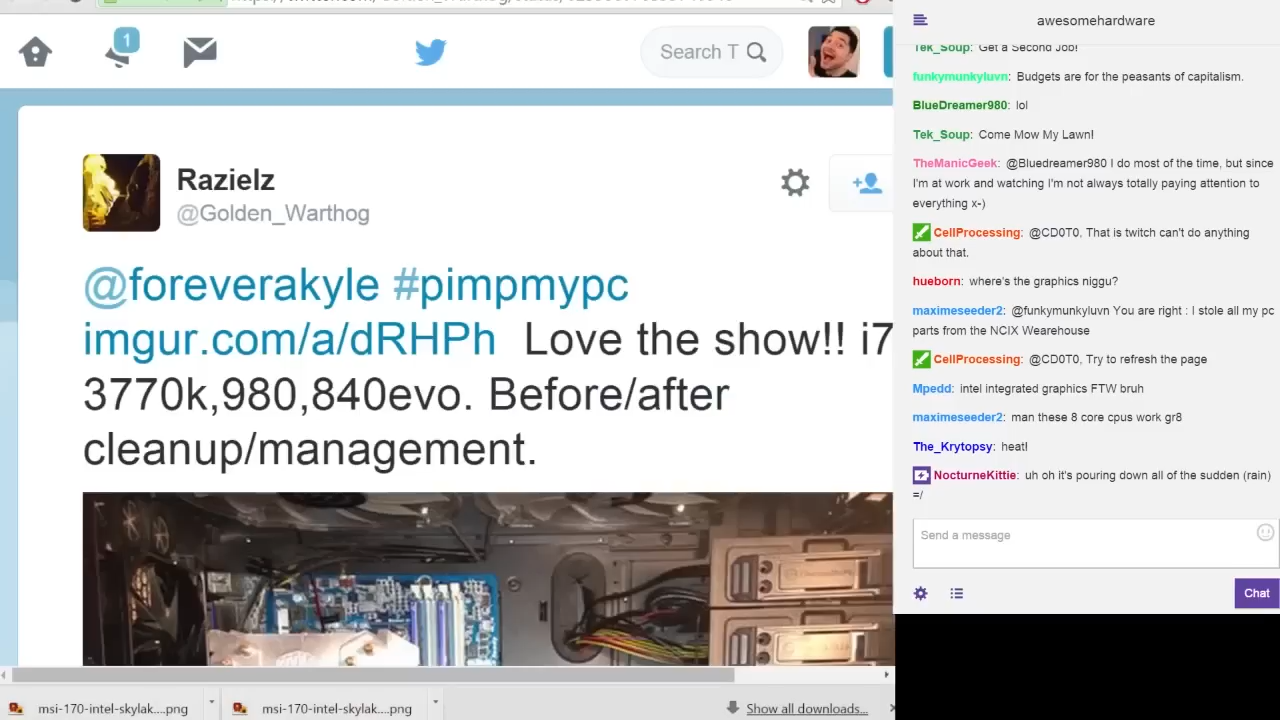 1
Search T
Razielz
@Golden_Warthog
@foreverakyle #pimpmypc
imgur.com/a/dRHPh Love the show!! i7
3770k,980,840evo. Before/after
cleanup/management.
msi-170-intel-skylak....png
msi-170-intel-skylak....png
Show all downloads...
awesomehardware
Tek_Soup: Get a Second Job!
funkymunkyluvn: Budgets are for the peasants of capitalism.
BlueDreamer980: lol
Tek_Soup: Come Mow My Lawn!
TheManicGeek: @Bluedreamer980 I do most of the time, but since
I'm at work and watching I'm not always totally paying attention to
everything x-)
CellProcessing: @CD0T0, That is twitch can't do anything
about that.
hueborn: where's the graphics niggu?
maximeseeder2: @funkymunkyluvn You are right : I stole all my pc
parts from the NCIX Wearehouse
CellProcessing: @CD0T0, Try to refresh the page
Mpedd: intel integrated graphics FTW bruh
maximeseeder2: man these 8 core cpus work gr8
The_Krytopsy: heat!
NocturneKittie: uh oh it's pouring down all of the sudden (rain)
=/
Send a message
Chat